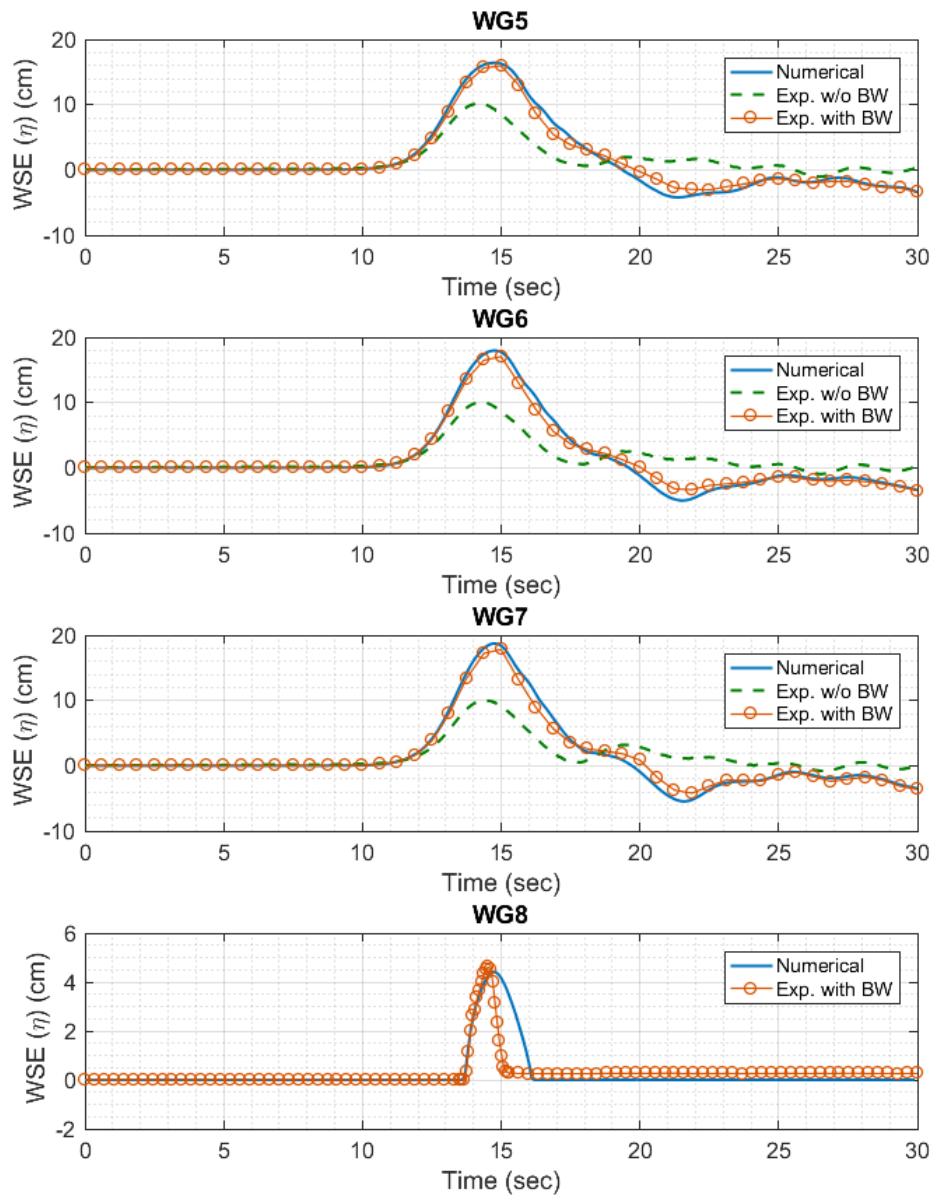 WG5
20
10
0
-10
WSE (η) (cm)
Numerical
Exp. w/o BW
Exp. with BW
0 5 10 15 20 25 30
Time (sec)
WG6
20
10
0
-10
WSE (η) (cm)
Numerical
Exp. w/o BW
Exp. with BW
0 5 10 15 20 25 30
Time (sec)
WG7
20
10
0
-10
WSE (η) (cm)
Numerical
Exp. w/o BW
Exp. with BW
0 5 10 15 20 25 30
Time (sec)
WG8
6
4
2
0
-2
WSE (η) (cm)
Numerical
Exp. with BW
0 5 10 15 20 25 30
Time (sec)